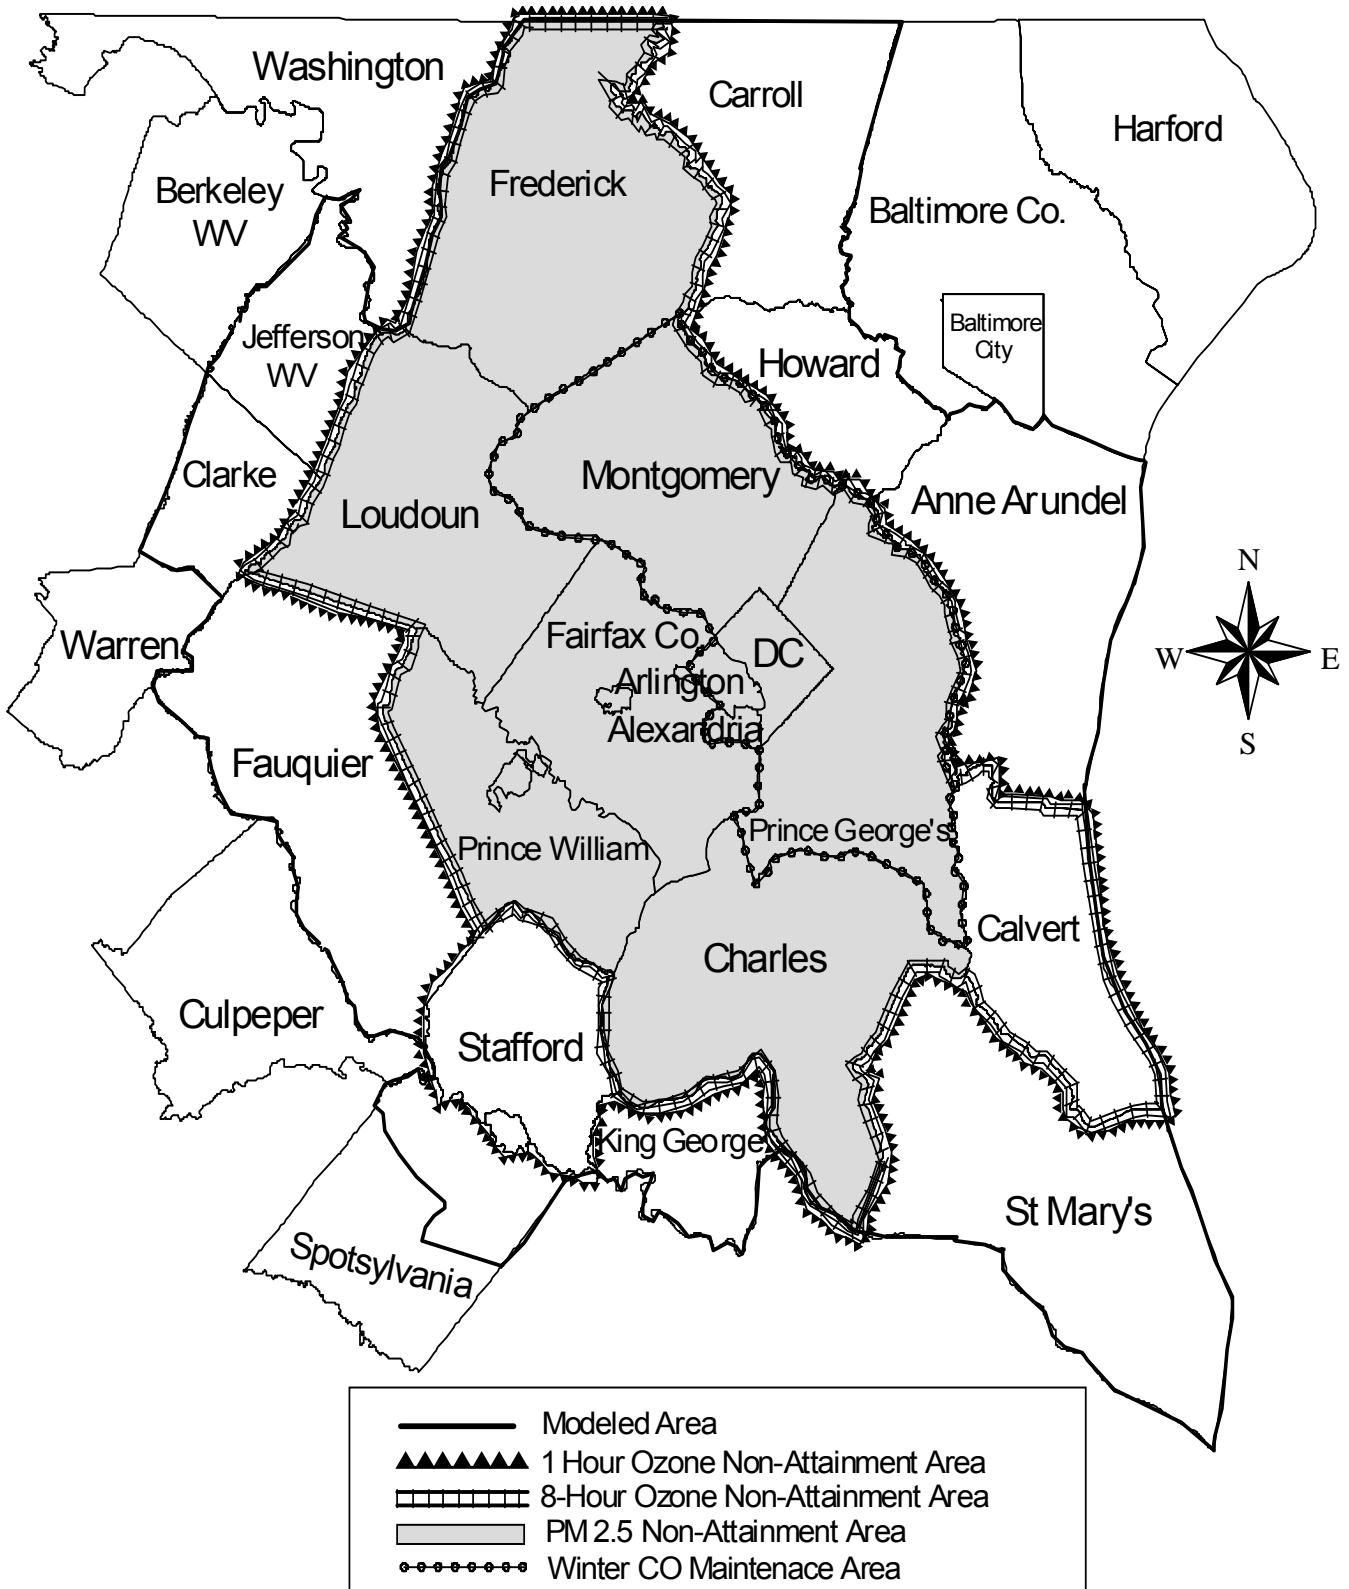 Washington
Carroll
Harford
Frederick
Berkeley
WV
Baltimore Co.
Jefferson
WV
Baltimore
City
Howard
Clarke
Montgomery
Loudoun
Anne Arundel
N
W
E
S
Warren
Fairfax Co.
DC
Arlington
Alexandria
Fauquier
Prince William
Prince George's
Calvert
Charles
Culpeper
Stafford
King George
St Mary's
Spotsylvania
Modeled Area
1 Hour Ozone Non-Attainment Area
8-Hour Ozone Non-Attainment Area
PM 2.5 Non-Attainment Area
Winter CO Maintenace Area